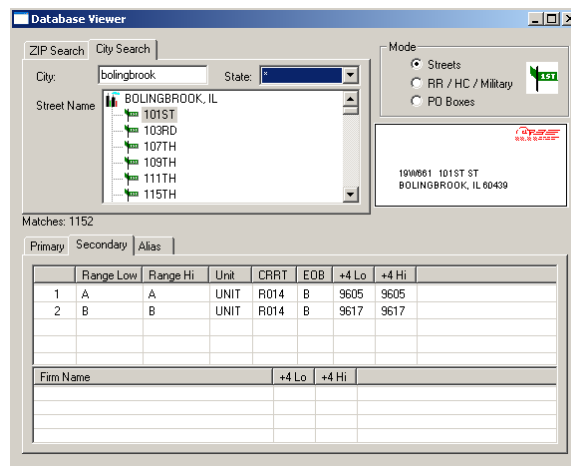 Database Viewer
ZIP Search City Search
City: bolingbrook State: *
Street Name
BOLINGBROOK, IL
101ST
103RD
107TH
109TH
111TH
115TH
Mode
Streets
RR / HC / Military
PO Boxes
1ST
19W661 101ST ST
BOLINGBROOK, IL 60439
Matches: 1152
Primary Secondary Alias
Range Low Range Hi Unit CRRT EOB +4 Lo +4 Hi
1 A A UNIT R014 B 9605 9605
2 B B UNIT R014 B 9617 9617
Firm Name +4 Lo +4 Hi